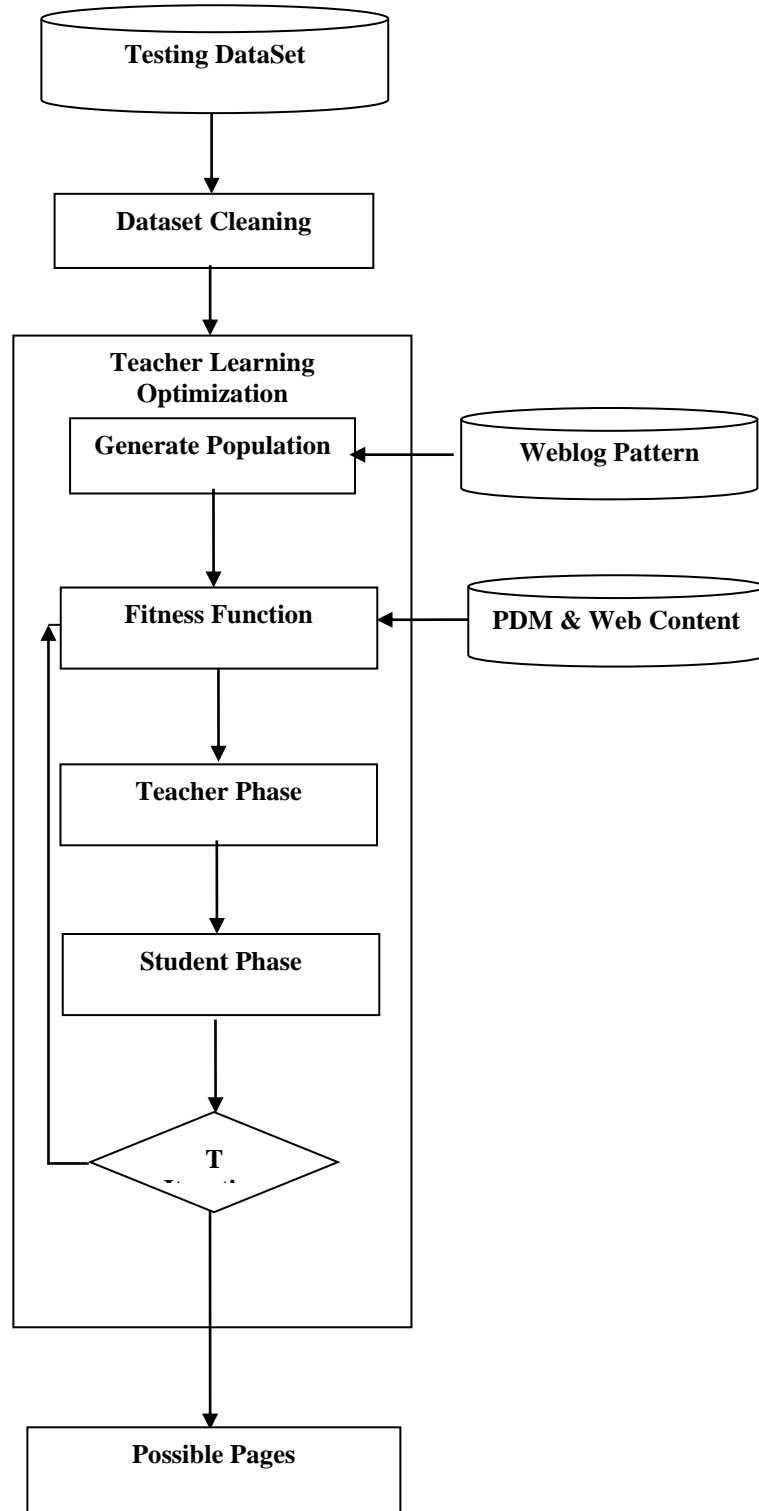 Testing DataSet
Dataset Cleaning
Teacher Learning
Optimization
Generate Population
Weblog Pattern
Fitness Function
PDM & Web Content
Teacher Phase
Student Phase
T
Possible Pages